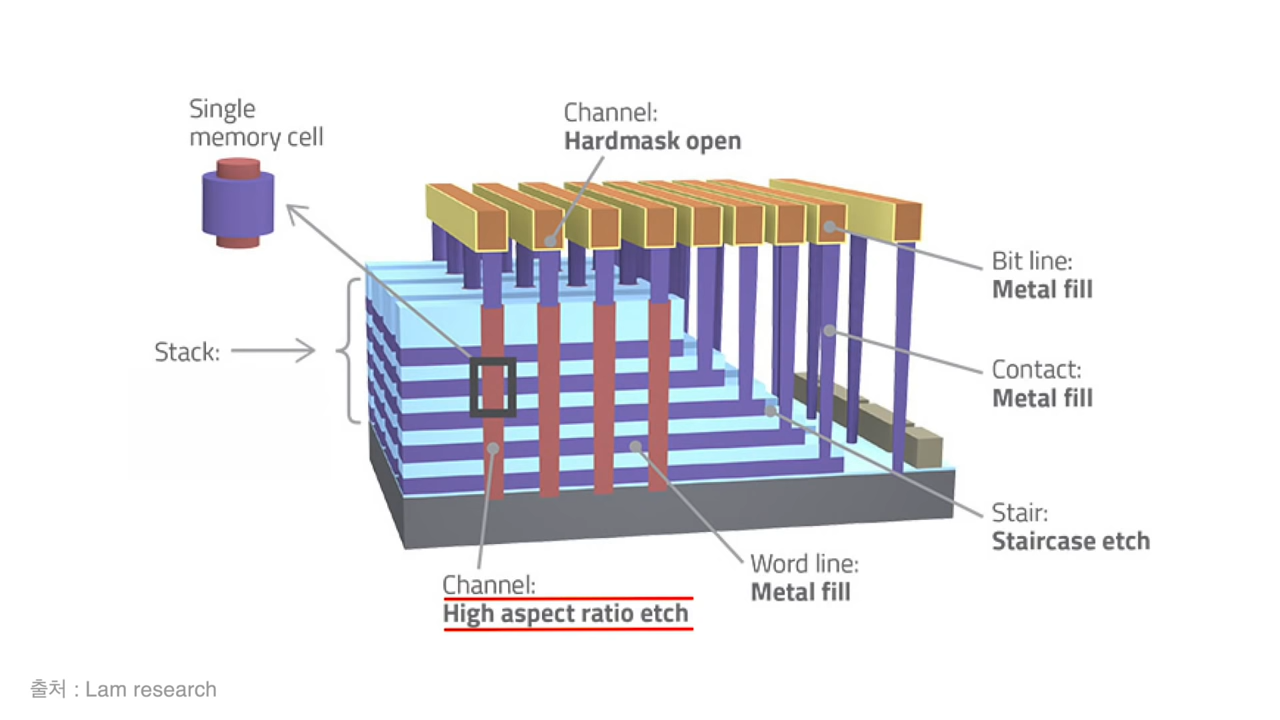 Single
memory cell
Channel:
Hardmask open
Bit line:
Metal fill
Stack:
Contact:
Metal fill
Stair:
Staircase etch
Word line:
Metal fill
Channel:
High aspect ratio etch
출처 : Lam research